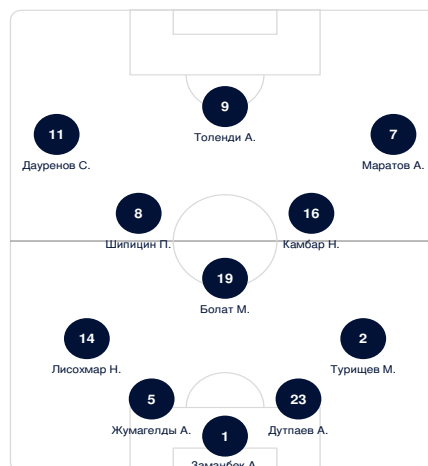 9
Толенди А.
11
Дауренов С.
7
Маратов А.
8
Шипицин П.
16
Камбар Н.
19
Болат М.
14
Лисохмар Н.
2
Турищев М.
5
Жумагелды А.
23
Дутпаев А.
1
Заманбек А.